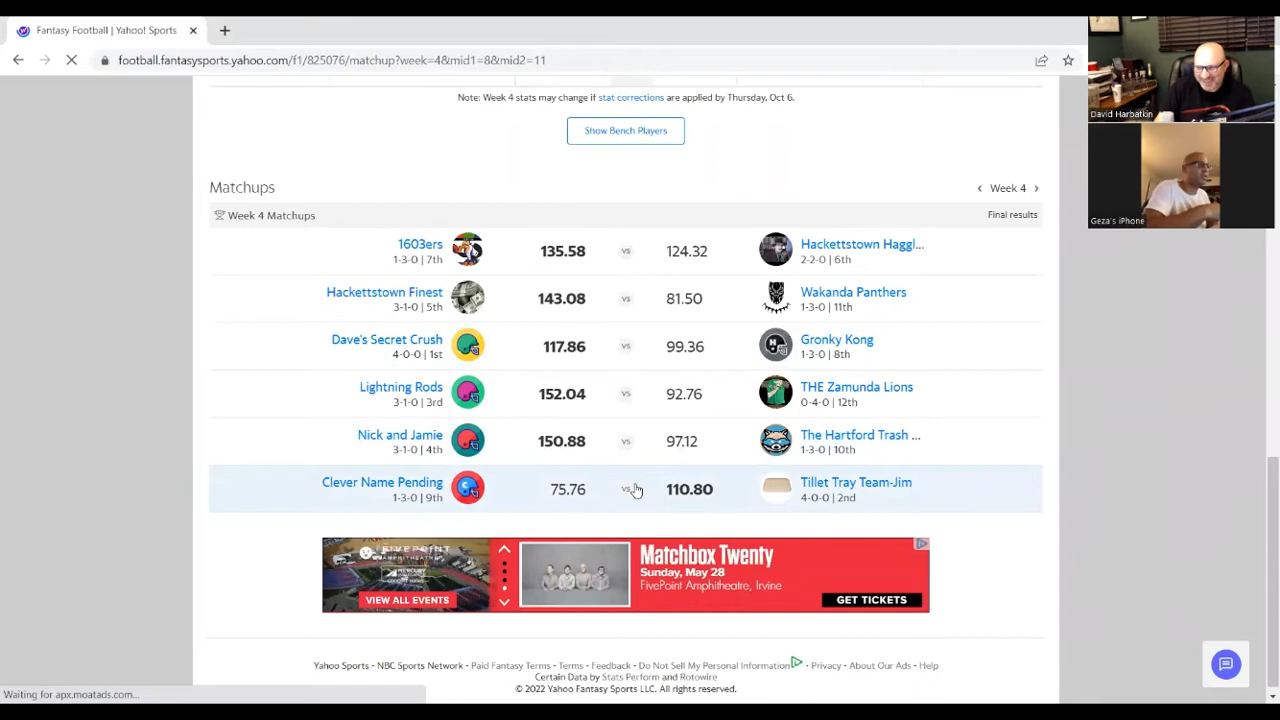 Fantasy Football | Yahoo! Sports
football.fantasysports.yahoo.com/f1/825076/matchup?week=4&mid1=8&mid2=11
David Harbatkin
Geza's iPhone
Note: Week 4 stats may change if stat corrections are applied by Thursday, Oct 6.
Show Bench Players
Matchups
Week 4
Week 4 Matchups
Final results
1603ers 135.58 vs 124.32 Hackettstown Haggl...
1-3-0 | 7th 2-2-0 | 6th
Hackettstown Finest 143.08 vs 81.50 Wakanda Panthers
3-1-0 | 5th 1-3-0 | 11th
Dave's Secret Crush 117.86 vs 99.36 Gronky Kong
4-0-0 | 1st 1-3-0 | 8th
Lightning Rods 152.04 vs 92.76 THE Zamunda Lions
3-1-0 | 3rd 0-4-0 | 12th
Nick and Jamie 150.88 vs 97.12 The Hartford Trash ...
3-1-0 | 4th 1-3-0 | 10th
Clever Name Pending 75.76 vs 110.80 Tillet Tray Team-Jim
1-3-0 | 9th 4-0-0 | 2nd
FIVEPOINT
AMPHITHEATRE
VIEW ALL EVENTS
Matchbox Twenty
Sunday, May 28
FivePoint Amphitheatre, Irvine
GET TICKETS
Yahoo Sports - NBC Sports Network - Paid Fantasy Terms - Terms - Feedback - Do Not Sell My Personal Information - Privacy - About Our Ads - Help
Certain Data by Stats Perform and Rotowire
© 2022 Yahoo Fantasy Sports LLC. All rights reserved.
Waiting for apx.moatads.com...